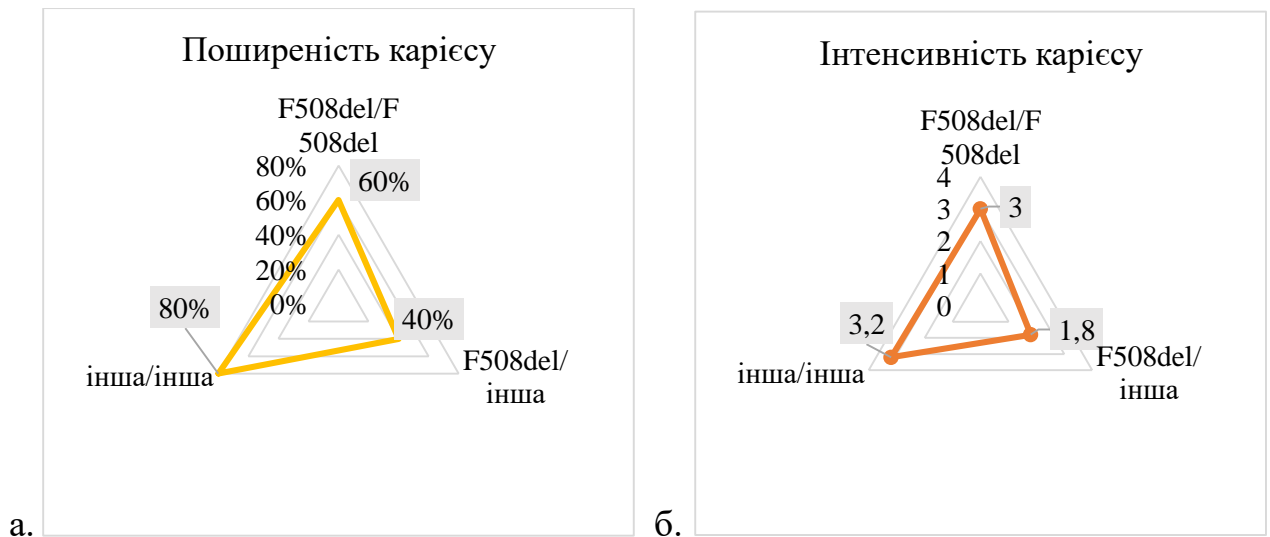 Поширеність карієсу
F508del/F
508del
80%
60%
60%
40%
20%
0%
80%
40%
інша/інша
F508del/
інша
а.
Інтенсивність карієсу
F508del/F
508del
4
3
3
2
1
0
3,2
1,8
інша/інша
F508del/
інша
б.